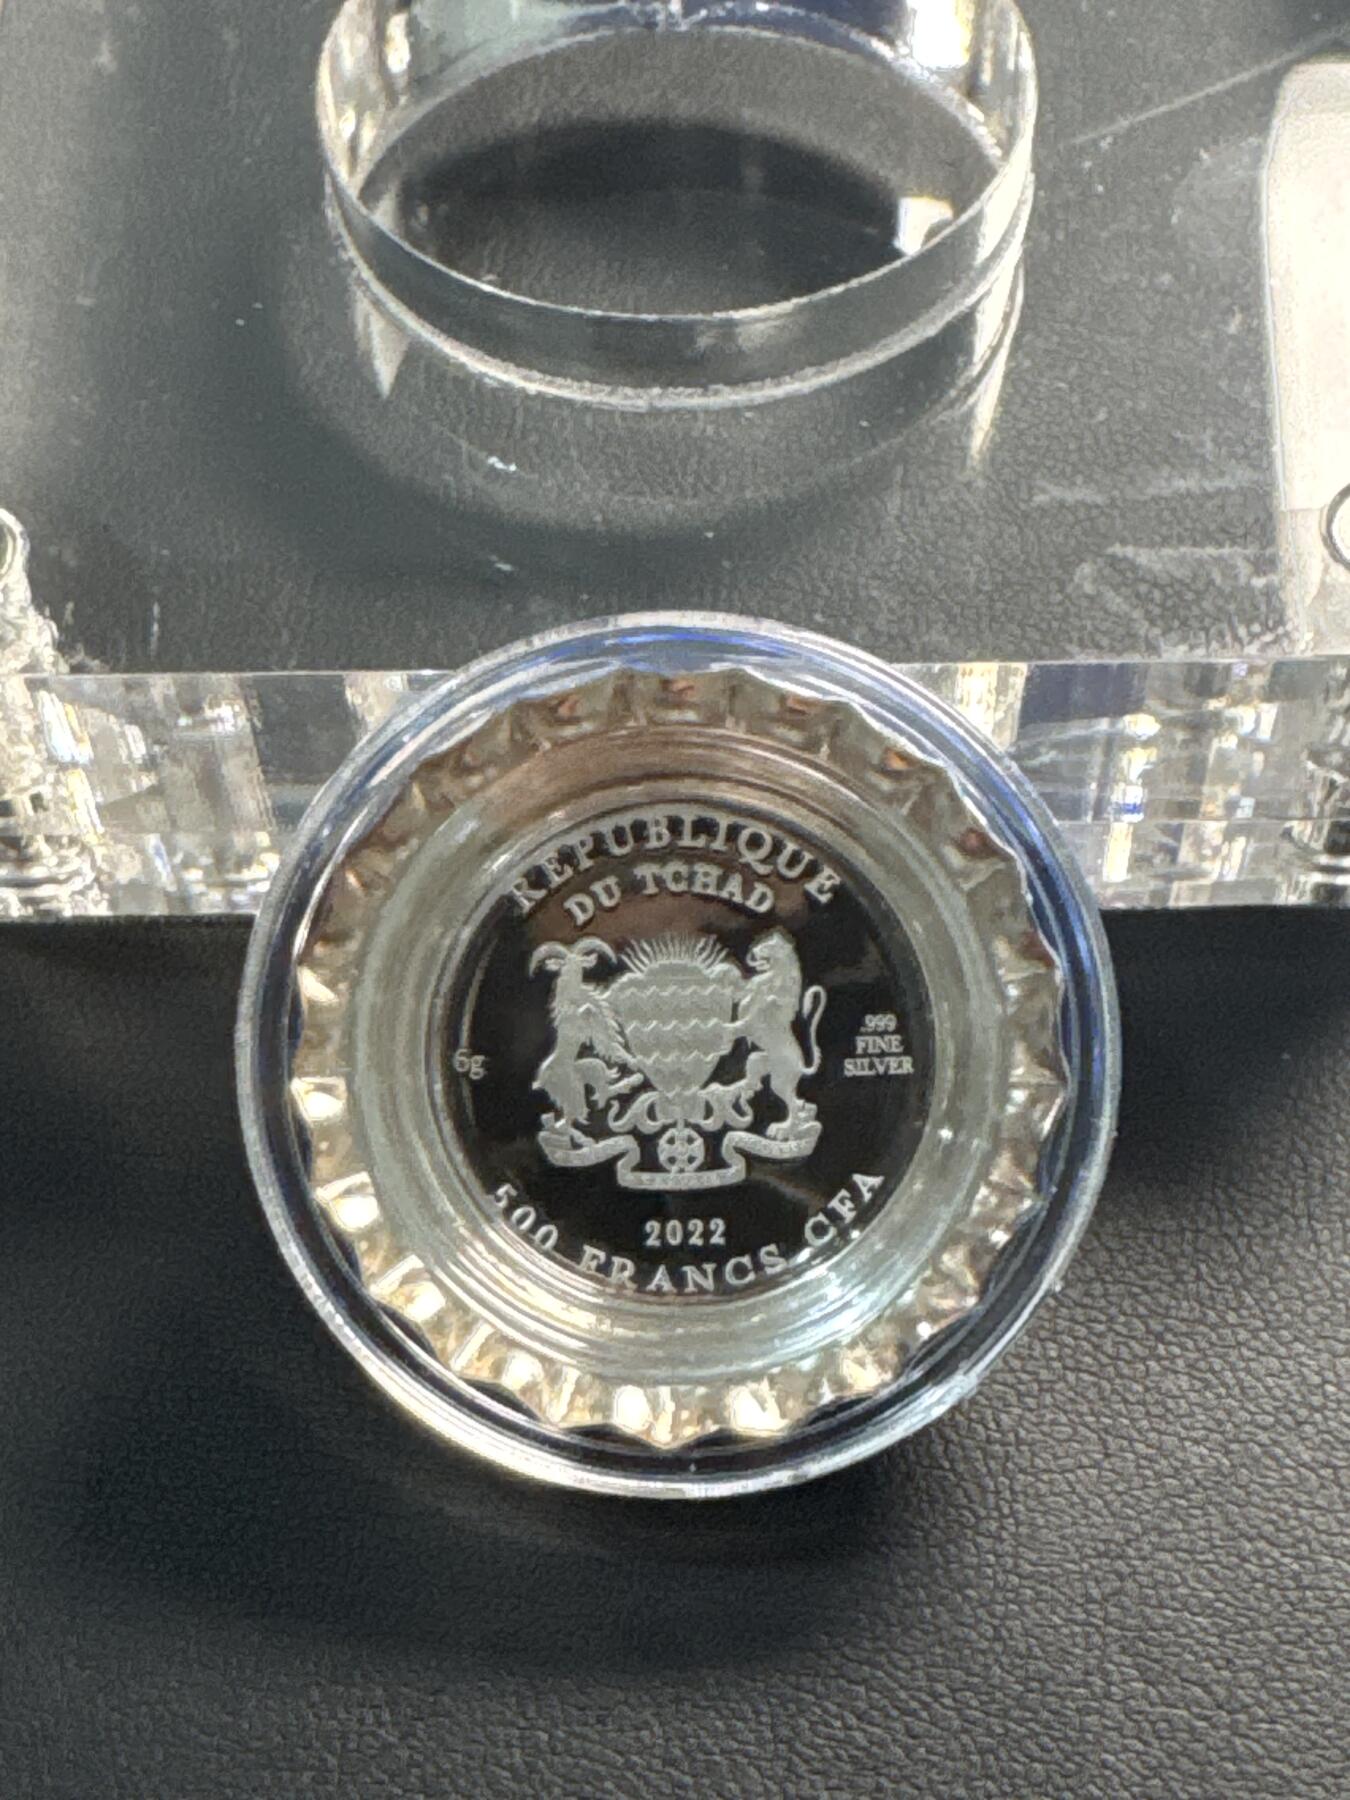 REPUBLIQUE
DU TCHAD
6g
.999
FINE
SILVER
2022
500 FRANCS CFA